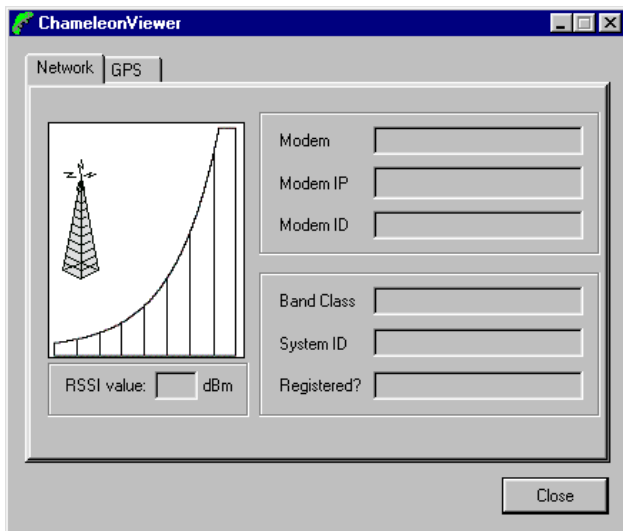 ChameleonViewer
Network GPS
Modem
Modem IP
Modem ID
Band Class
System ID
RSSI value: dBm
Registered?
Close